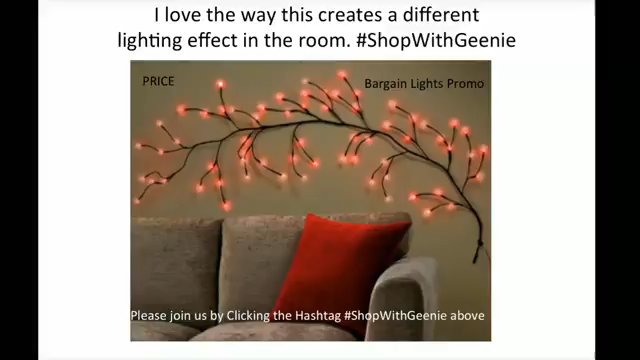 I love the way this creates a different
lighting effect in the room. #ShopWithGeenie
PRICE
Bargain Lights Promo
Please join us by Clicking the Hashtag #ShopWithGeenie above